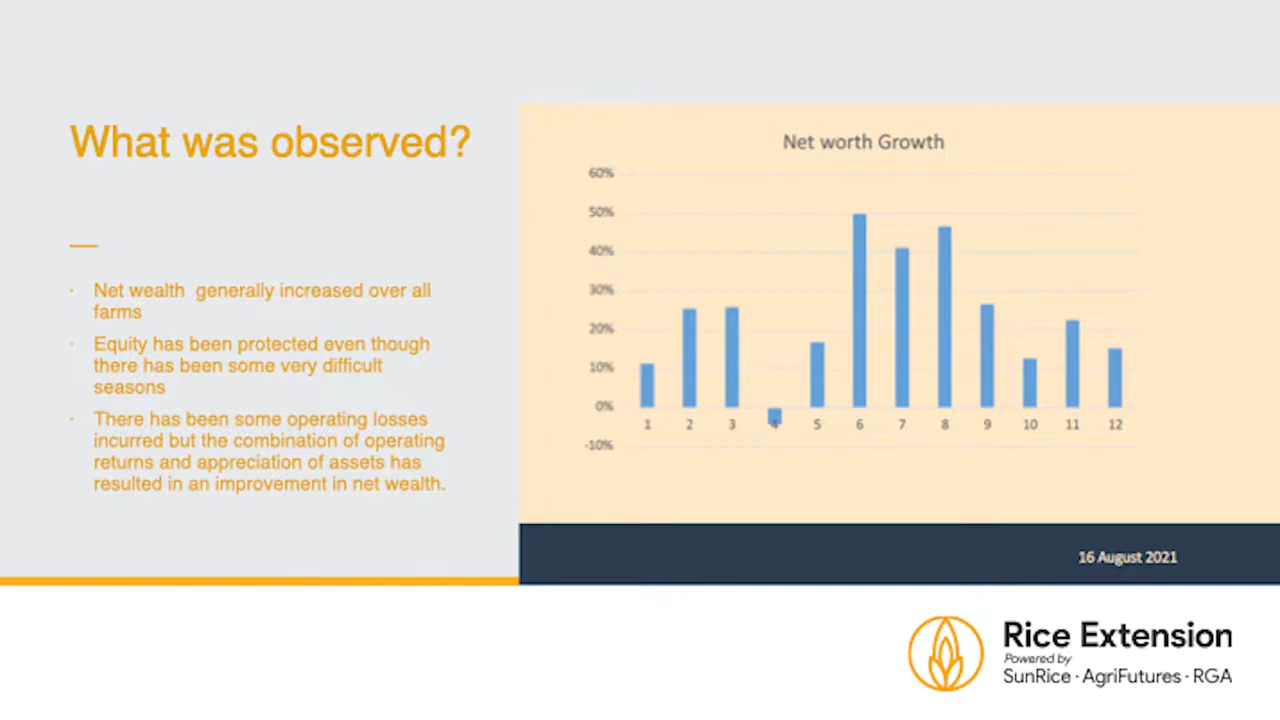 What was observed?
· Net wealth  generally increased over all
farms
· Equity has been protected even though
there has been some very difficult
seasons
· There has been some operating losses
incurred but the combination of operating
returns and appreciation of assets has
resulted in an improvement in net wealth.
Net worth Growth
60%
50%
40%
30%
20%
10%
0%
-10%
1 2 3 4 5 6 7 8 9 10 11 12
16 August 2021
Rice Extension
Powered by
SunRice · AgriFutures · RGA